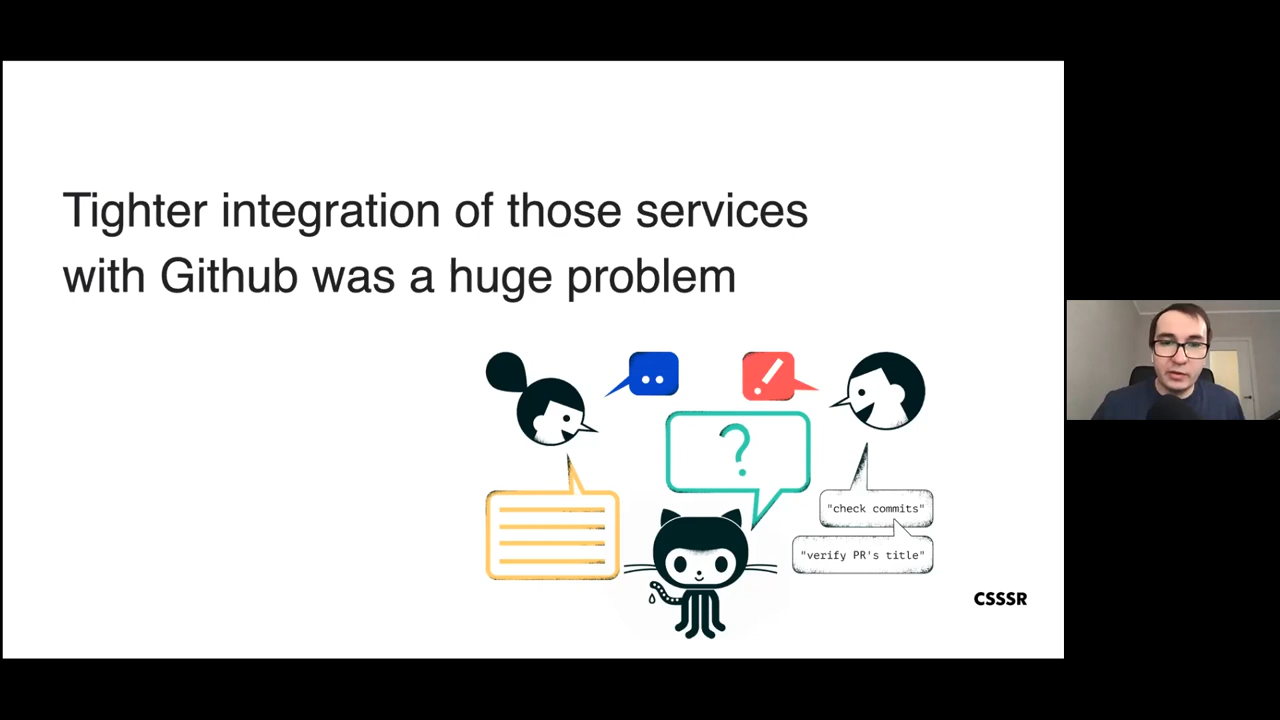 Tighter integration of those services
with Github was a huge problem
!
?
"check commits"
"verify PR's title"
CSSSR